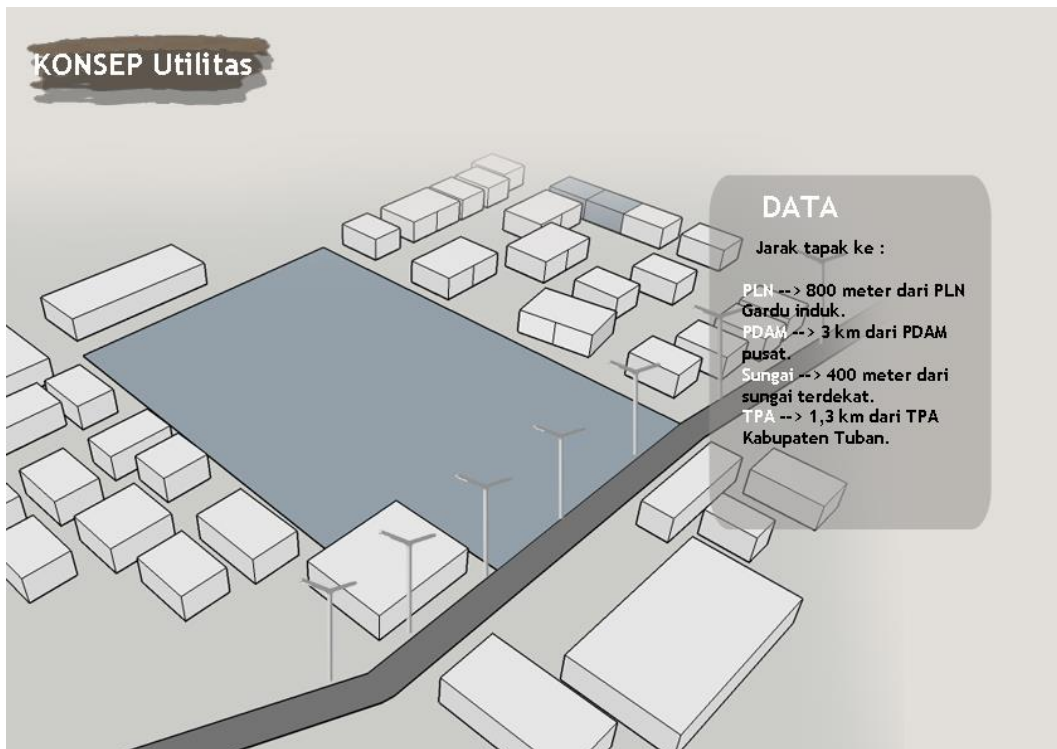 KONSEP Utilitas
DATA
Jarak tapak ke :
PLN --> 800 meter dari PLN
Gardu induk.
PDAM --> 3 km dari PDAM
pusat.
Sungai --> 400 meter dari
sungai terdekat.
TPA --> 1,3 km dari TPA
Kabupaten Tuban.